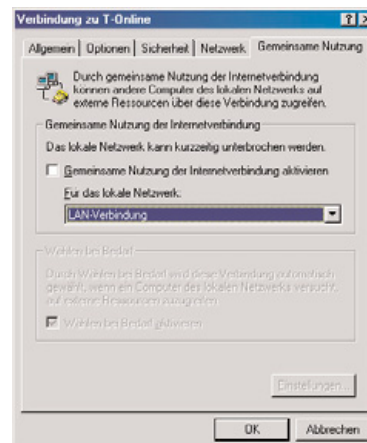 Verbindung zu T-Online
Allgemein Optionen Sicherheit Netzwerk Gemeinsame Nutzung
Durch gemeinsame Nutzung der Internetverbindung
können andere Computer des lokalen Netzwerks auf
externe Ressourcen über diese Verbindung zugreifen.
Gemeinsame Nutzung der Internetverbindung
Das lokale Netzwerk kann kurzzeitig unterbrochen werden.
Gemeinsame Nutzung der Internetverbindung aktivieren
Für das lokale Netzwerk:
LAN-Verbindung
Wählen bei Bedarf
Durch Wählen bei Bedarf wird diese Verbindung automatisch
gewählt, wenn ein Computer des lokalen Netzwerks versucht,
auf externe Ressourcen zuzugreifen.
Wählen bei Bedarf aktivieren
Einstellungen...
OK Abbrechen